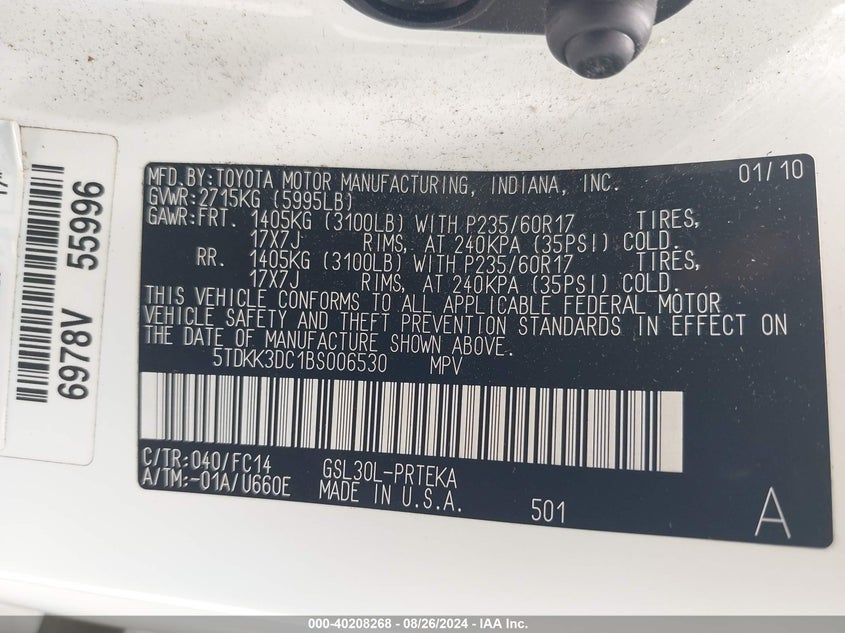 MFD.BY:TOYOTA MOTOR MANUFACTURING, INDIANA, INC. 01/10
GVWR:2715KG (5995LB)
GAWR:FRT. 1405KG (3100LB) WITH P235/60R17 TIRES,
17X7J RIMS, AT 240KPA (35PSI) COLD.
RR. 1405KG (3100LB) WITH P235/60R17 TIRES,
17X7J RIMS, AT 240KPA (35PSI) COLD.
THIS VEHICLE CONFORMS TO ALL APPLICABLE FEDERAL MOTOR
VEHICLE SAFETY AND THEFT PREVENTION STANDARDS IN EFFECT ON
THE DATE OF MANUFACTURE SHOWN ABOVE.
5TDKK3DC1BS006530 MPV
C/TR:040/FC14 GSL30L-PRTEKA
A/TM:-01A/U660E MADE IN U.S.A. 501 A
6978V 55996
000-40208268 - 08/26/2024 - IAA Inc.